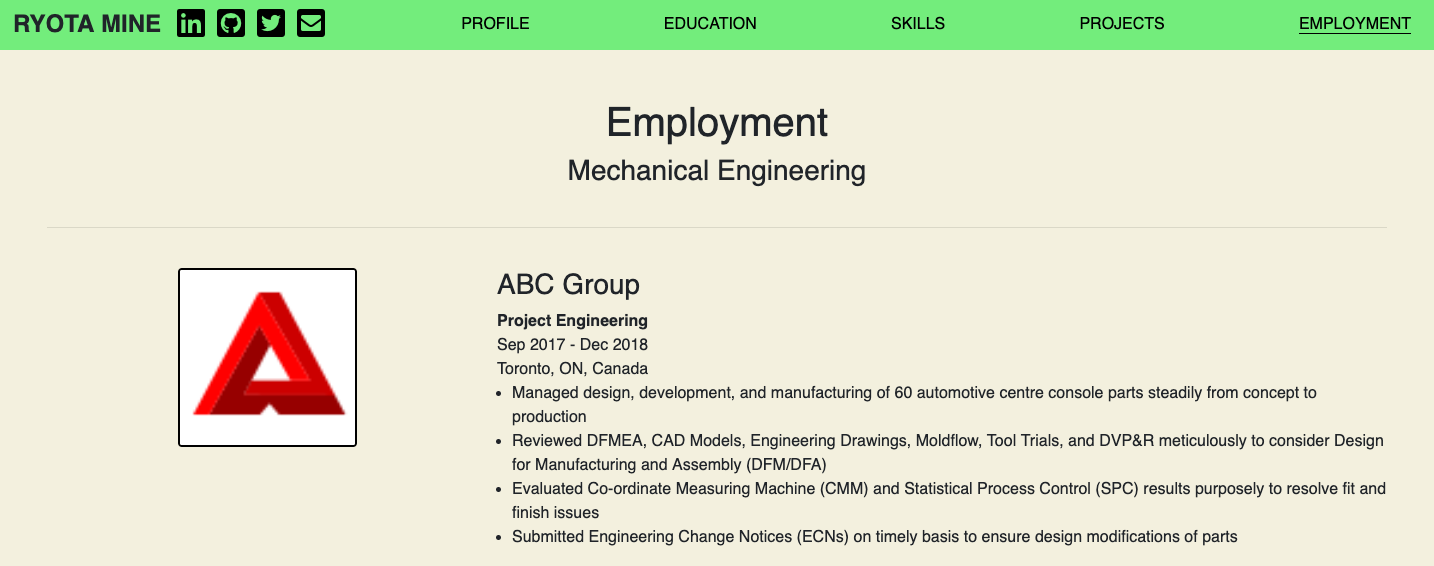 RYOTA MINE
PROFILE
EDUCATION
SKILLS
PROJECTS
EMPLOYMENT
Employment
Mechanical Engineering
ABC Group
Project Engineering
Sep 2017 - Dec 2018
Toronto, ON, Canada
• Managed design, development, and manufacturing of 60 automotive centre console parts steadily from concept to
production
• Reviewed DFMEA, CAD Models, Engineering Drawings, Moldflow, Tool Trials, and DVP&R meticulously to consider Design
for Manufacturing and Assembly (DFM/DFA)
• Evaluated Co-ordinate Measuring Machine (CMM) and Statistical Process Control (SPC) results purposely to resolve fit and
finish issues
• Submitted Engineering Change Notices (ECNs) on timely basis to ensure design modifications of parts